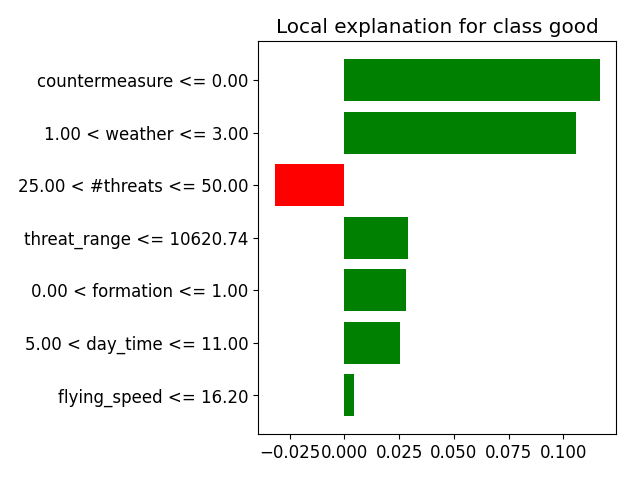 Local explanation for class good
countermeasure <= 0.00
1.00 < weather <= 3.00
25.00 < #threats <= 50.00
threat_range <= 10620.74
0.00 < formation <= 1.00
5.00 < day_time <= 11.00
flying_speed <= 16.20
−0.025 0.000 0.025 0.050 0.075 0.100